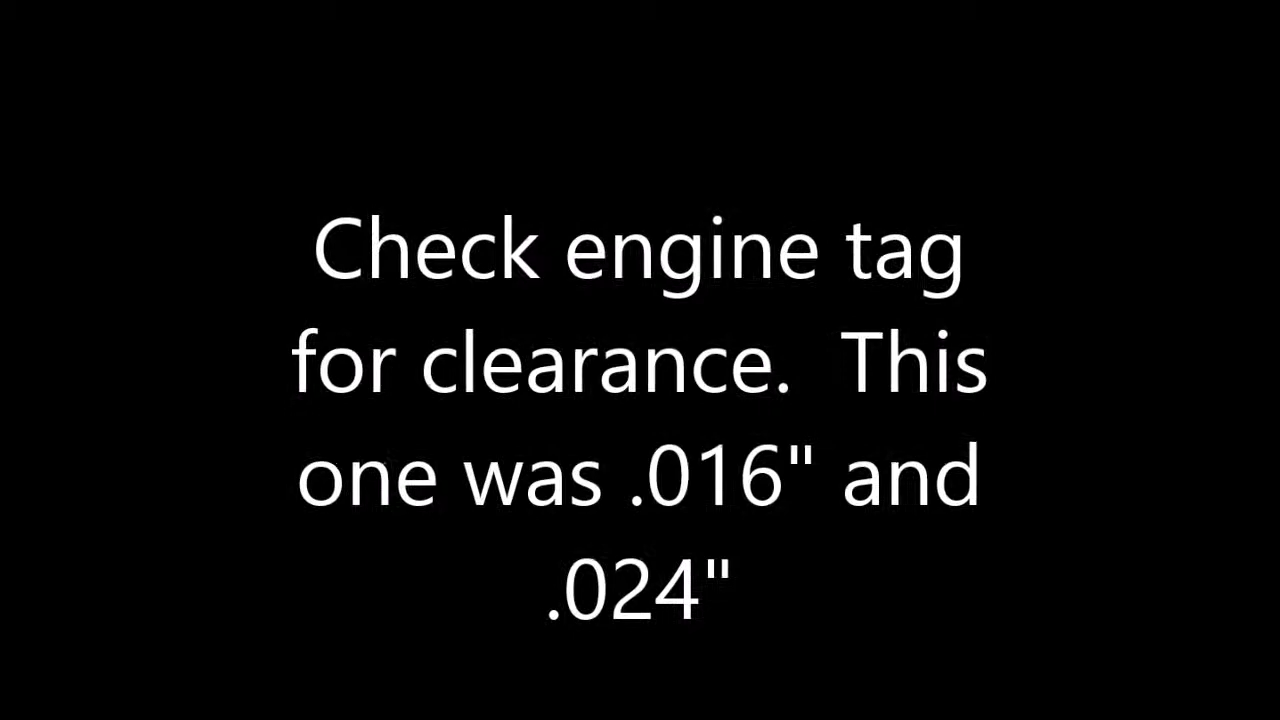 Check engine tag
for clearance.  This
one was .016" and
.024"